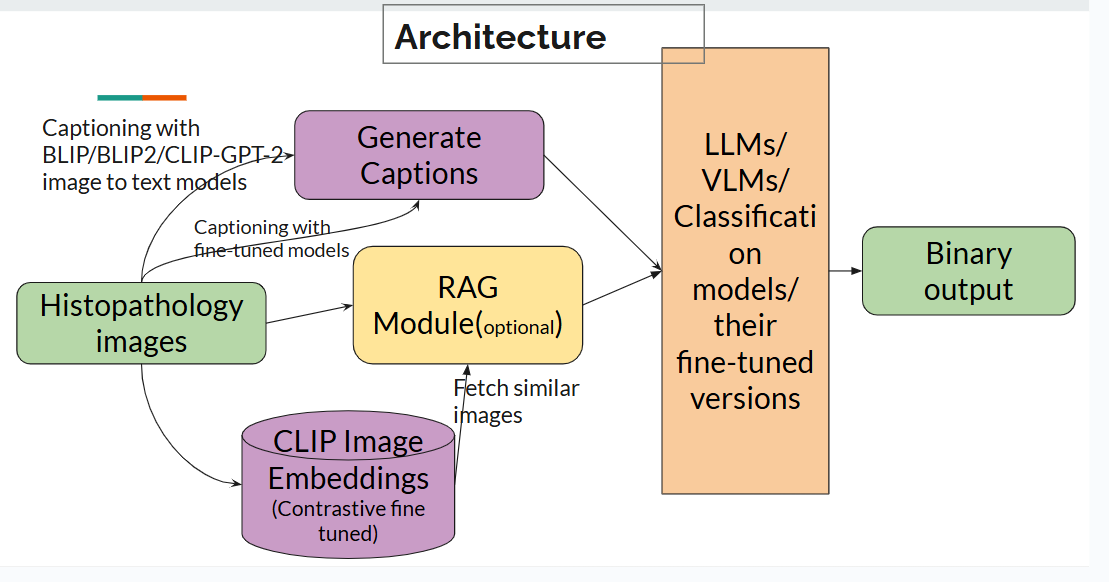 Architecture
Captioning with
BLIP/BLIP2/CLIP-GPT-2
image to text models
Generate
Captions
Captioning with
fine-tuned models
Histopathology
images
RAG
Module(optional)
Fetch similar
images
CLIP Image
Embeddings
(Contrastive fine
tuned)
LLMs/
VLMs/
Classificati
on
models/
their
fine-tuned
versions
Binary
output